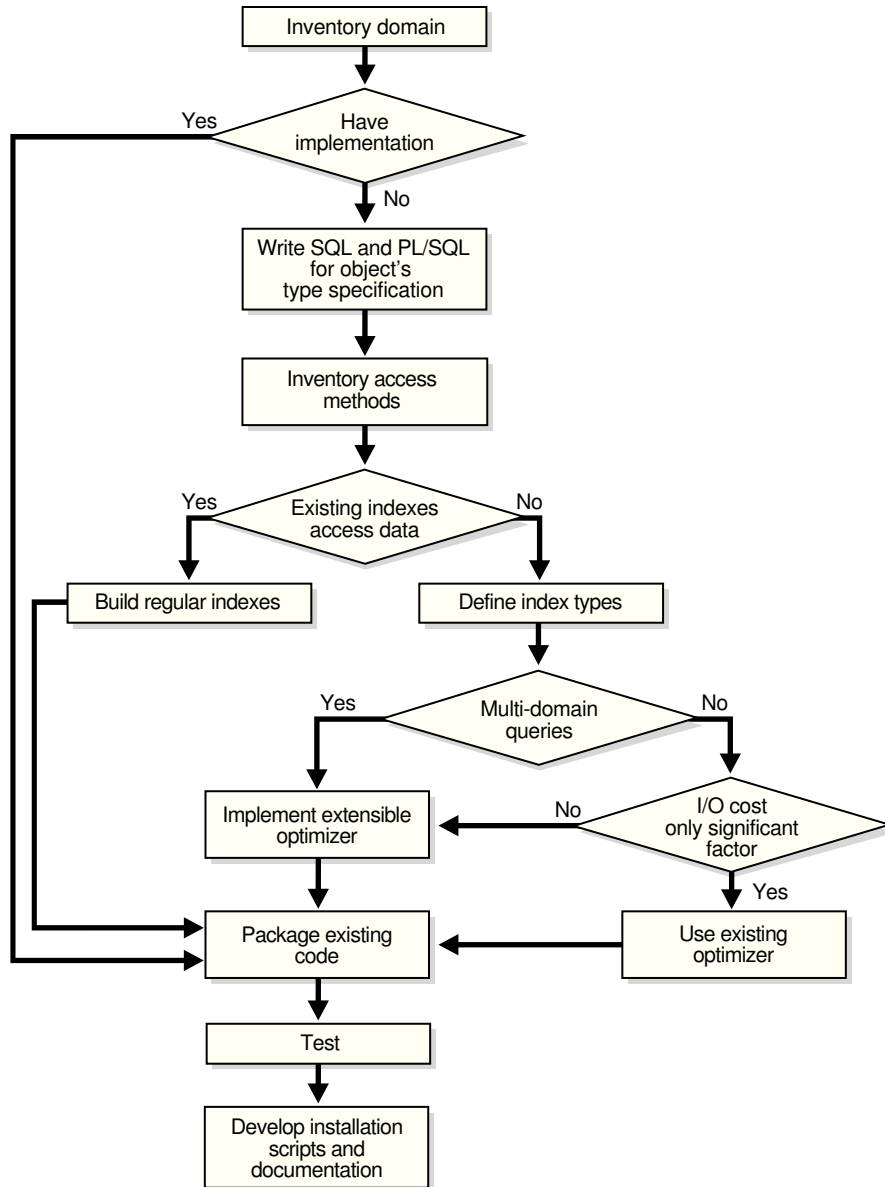 Inventory domain
Yes
Have
implementation
No
Write SQL and PL/SQL
for object's
type specification
Inventory access
methods
Yes
Existing indexes
access data
No
Build regular indexes
Define index types
Yes
Multi-domain
queries
No
Implement extensible
optimizer
No
I/O cost
only significant
factor
Yes
Package existing
code
Use existing
optimizer
Test
Develop installation
scripts and
documentation